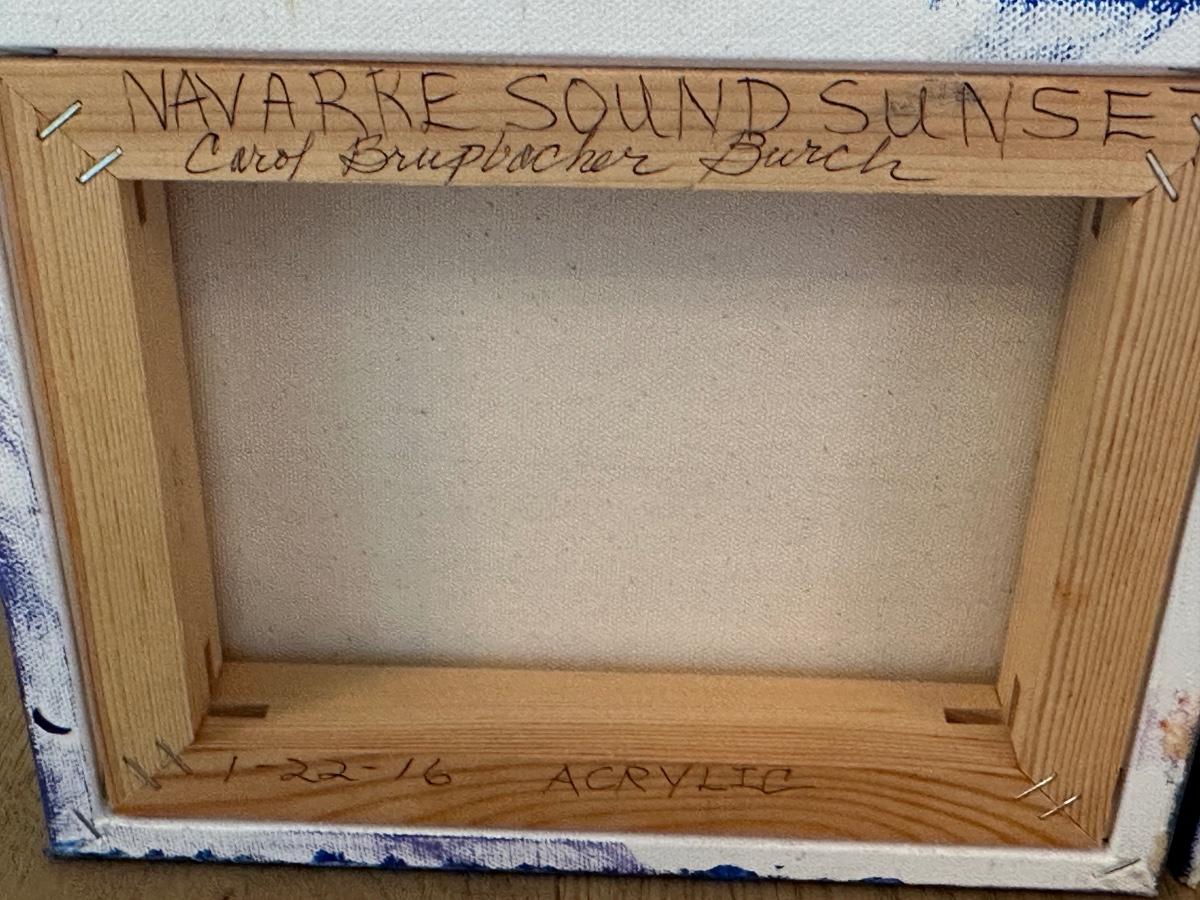 NAVARRE SOUND SUNSET
Carol Brupbacher Burch
1-22-16 ACRYLIC